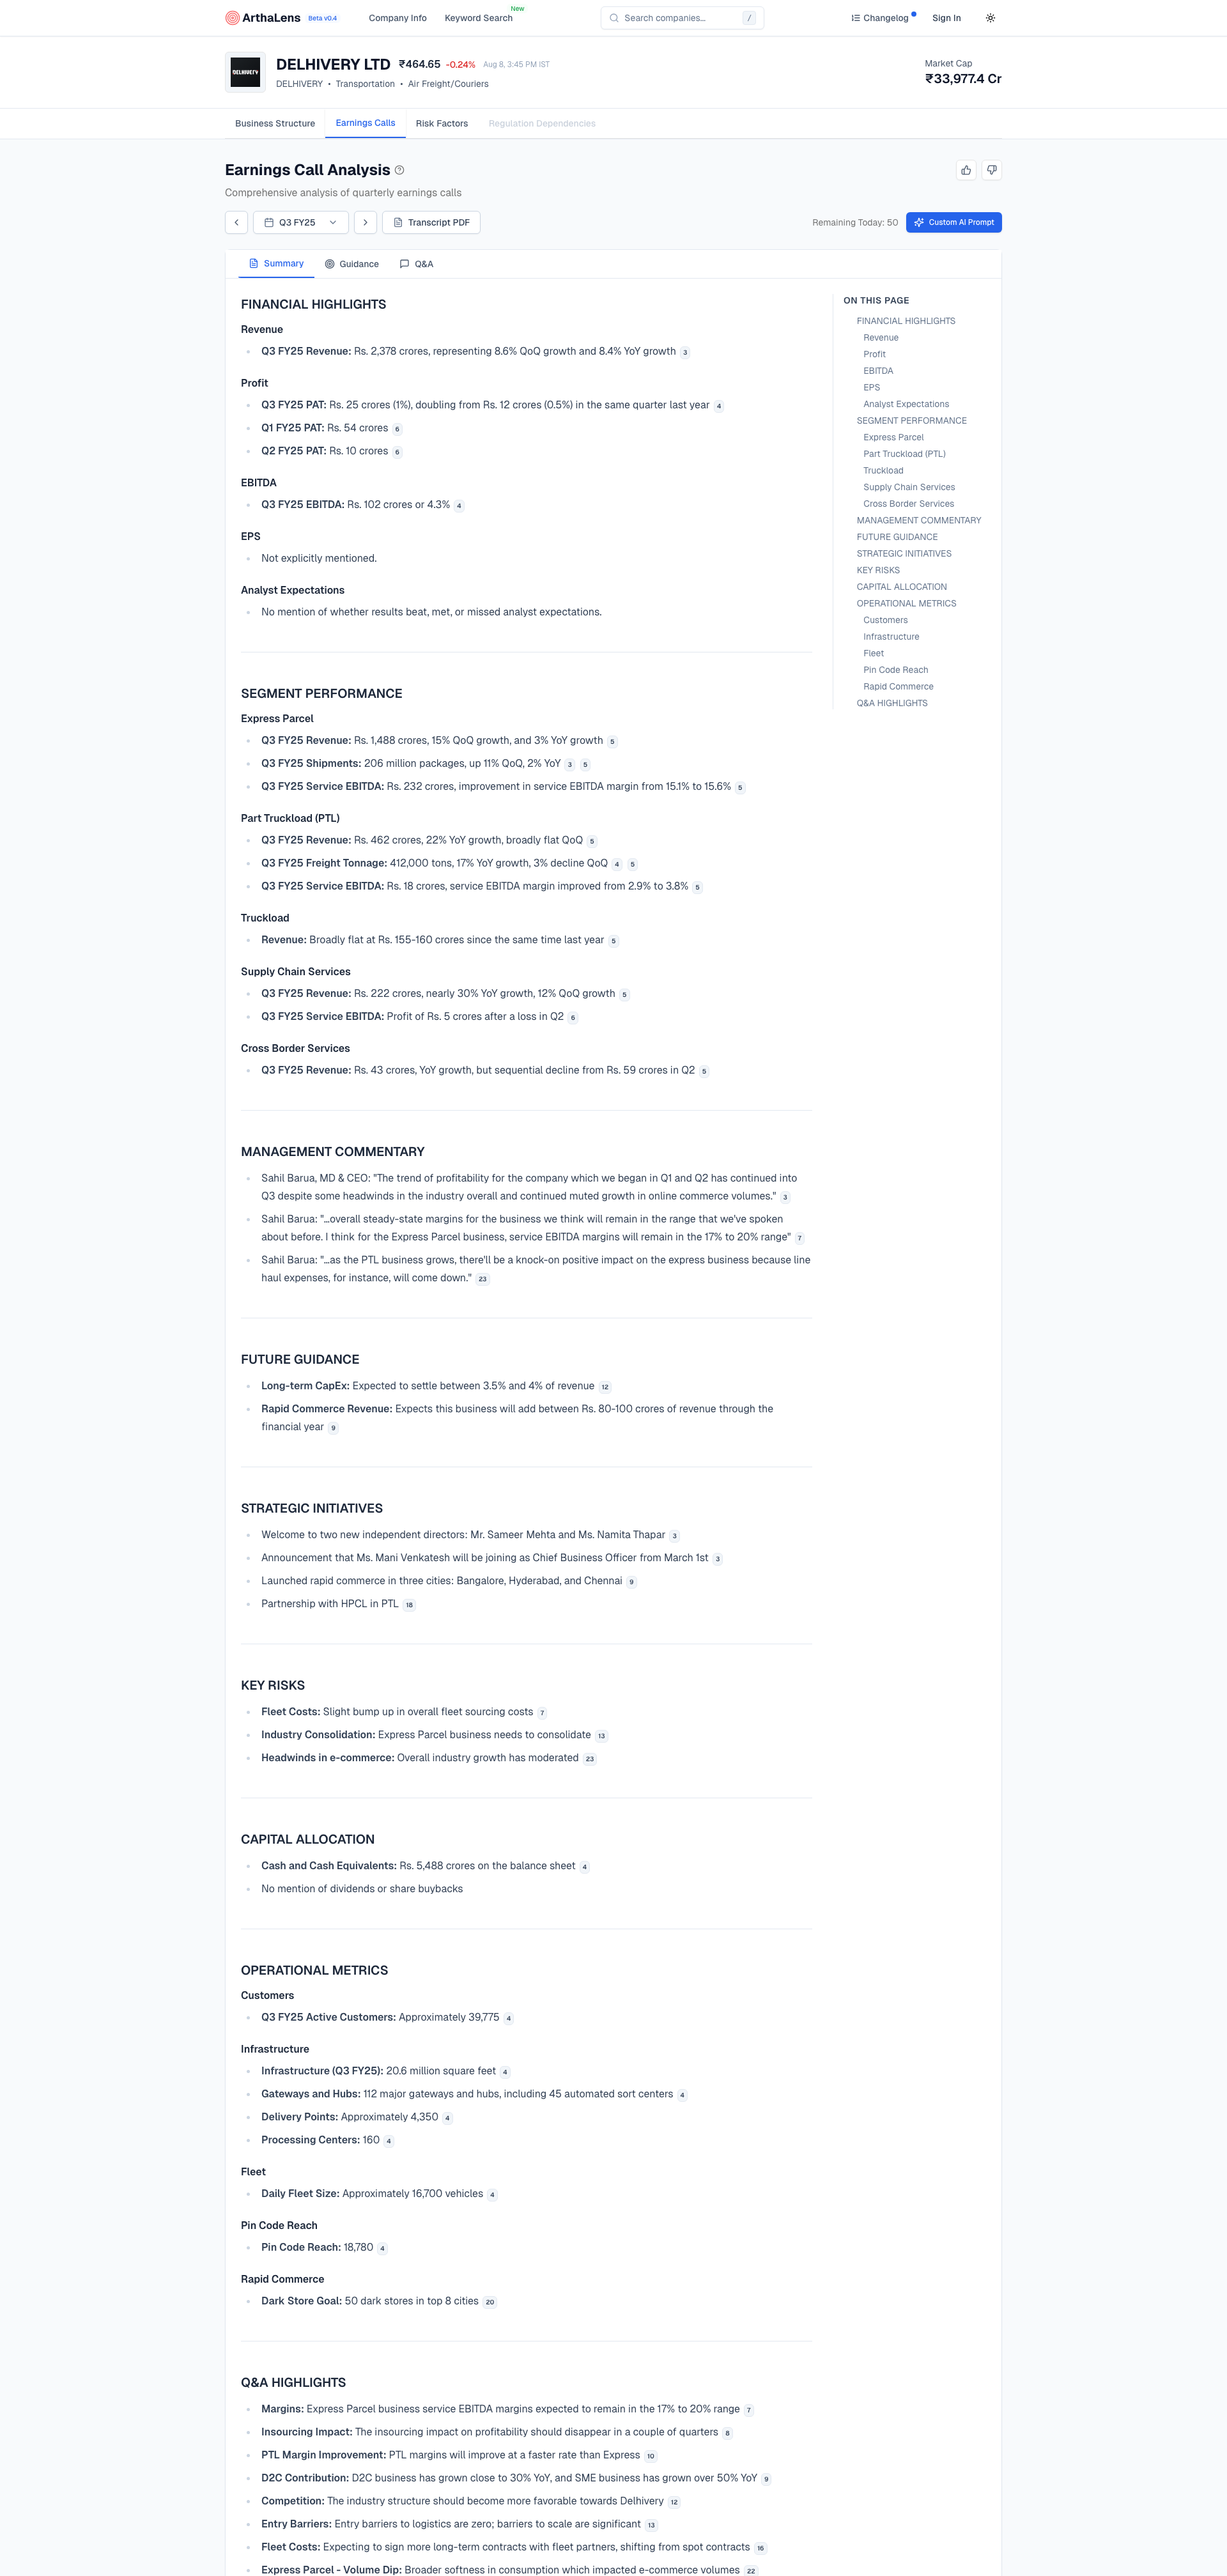 ArthaLens Beta v0.4 Company Info Keyword Search New Search companies... / Changelog Sign In
DELHIVERY
DELHIVERY LTD ₹464.65 -0.24% Aug 8, 3:45 PM IST
DELHIVERY • Transportation • Air Freight/Couriers
Market Cap
₹33,977.4 Cr
Business Structure Earnings Calls Risk Factors Regulation Dependencies
Earnings Call Analysis
Comprehensive analysis of quarterly earnings calls
Q3 FY25 Transcript PDF Remaining Today: 50 Custom AI Prompt
Summary Guidance Q&A
FINANCIAL HIGHLIGHTS
Revenue
Q3 FY25 Revenue: Rs. 2,378 crores, representing 8.6% QoQ growth and 8.4% YoY growth 3
Profit
Q3 FY25 PAT: Rs. 25 crores (1%), doubling from Rs. 12 crores (0.5%) in the same quarter last year 4
Q1 FY25 PAT: Rs. 54 crores 6
Q2 FY25 PAT: Rs. 10 crores 6
EBITDA
Q3 FY25 EBITDA: Rs. 102 crores or 4.3% 4
EPS
Not explicitly mentioned.
Analyst Expectations
No mention of whether results beat, met, or missed analyst expectations.
SEGMENT PERFORMANCE
Express Parcel
Q3 FY25 Revenue: Rs. 1,488 crores, 15% QoQ growth, and 3% YoY growth 5
Q3 FY25 Shipments: 206 million packages, up 11% QoQ, 2% YoY 3 5
Q3 FY25 Service EBITDA: Rs. 232 crores, improvement in service EBITDA margin from 15.1% to 15.6% 5
Part Truckload (PTL)
Q3 FY25 Revenue: Rs. 462 crores, 22% YoY growth, broadly flat QoQ 5
Q3 FY25 Freight Tonnage: 412,000 tons, 17% YoY growth, 3% decline QoQ 4 5
Q3 FY25 Service EBITDA: Rs. 18 crores, service EBITDA margin improved from 2.9% to 3.8% 5
Truckload
Revenue: Broadly flat at Rs. 155-160 crores since the same time last year 5
Supply Chain Services
Q3 FY25 Revenue: Rs. 222 crores, nearly 30% YoY growth, 12% QoQ growth 5
Q3 FY25 Service EBITDA: Profit of Rs. 5 crores after a loss in Q2 6
Cross Border Services
Q3 FY25 Revenue: Rs. 43 crores, YoY growth, but sequential decline from Rs. 59 crores in Q2 5
MANAGEMENT COMMENTARY
Sahil Barua, MD & CEO: "The trend of profitability for the company which we began in Q1 and Q2 has continued into
Q3 despite some headwinds in the industry overall and continued muted growth in online commerce volumes." 3
Sahil Barua: "...overall steady-state margins for the business we think will remain in the range that we've spoken
about before. I think for the Express Parcel business, service EBITDA margins will remain in the 17% to 20% range" 7
Sahil Barua: "...as the PTL business grows, there'll be a knock-on positive impact on the express business because line
haul expenses, for instance, will come down." 23
FUTURE GUIDANCE
Long-term CapEx: Expected to settle between 3.5% and 4% of revenue 12
Rapid Commerce Revenue: Expects this business will add between Rs. 80-100 crores of revenue through the
financial year 9
STRATEGIC INITIATIVES
Welcome to two new independent directors: Mr. Sameer Mehta and Ms. Namita Thapar 3
Announcement that Ms. Mani Venkatesh will be joining as Chief Business Officer from March 1st 3
Launched rapid commerce in three cities: Bangalore, Hyderabad, and Chennai 9
Partnership with HPCL in PTL 18
KEY RISKS
Fleet Costs: Slight bump up in overall fleet sourcing costs 7
Industry Consolidation: Express Parcel business needs to consolidate 13
Headwinds in e-commerce: Overall industry growth has moderated 23
CAPITAL ALLOCATION
Cash and Cash Equivalents: Rs. 5,488 crores on the balance sheet 4
No mention of dividends or share buybacks
OPERATIONAL METRICS
Customers
Q3 FY25 Active Customers: Approximately 39,775 4
Infrastructure
Infrastructure (Q3 FY25): 20.6 million square feet 4
Gateways and Hubs: 112 major gateways and hubs, including 45 automated sort centers 4
Delivery Points: Approximately 4,350 4
Processing Centers: 160 4
Fleet
Daily Fleet Size: Approximately 16,700 vehicles 4
Pin Code Reach
Pin Code Reach: 18,780 4
Rapid Commerce
Dark Store Goal: 50 dark stores in top 8 cities 20
Q&A HIGHLIGHTS
Margins: Express Parcel business service EBITDA margins expected to remain in the 17% to 20% range 7
Insourcing Impact: The insourcing impact on profitability should disappear in a couple of quarters 8
PTL Margin Improvement: PTL margins will improve at a faster rate than Express 10
D2C Contribution: D2C business has grown close to 30% YoY, and SME business has grown over 50% YoY 9
Competition: The industry structure should become more favorable towards Delhivery 12
Entry Barriers: Entry barriers to logistics are zero; barriers to scale are significant 13
Fleet Costs: Expecting to sign more long-term contracts with fleet partners, shifting from spot contracts 16
Express Parcel - Volume Dip: Broader softness in consumption which impacted e-commerce volumes 22
ON THIS PAGE
FINANCIAL HIGHLIGHTS
Revenue
Profit
EBITDA
EPS
Analyst Expectations
SEGMENT PERFORMANCE
Express Parcel
Part Truckload (PTL)
Truckload
Supply Chain Services
Cross Border Services
MANAGEMENT COMMENTARY
FUTURE GUIDANCE
STRATEGIC INITIATIVES
KEY RISKS
CAPITAL ALLOCATION
OPERATIONAL METRICS
Customers
Infrastructure
Fleet
Pin Code Reach
Rapid Commerce
Q&A HIGHLIGHTS